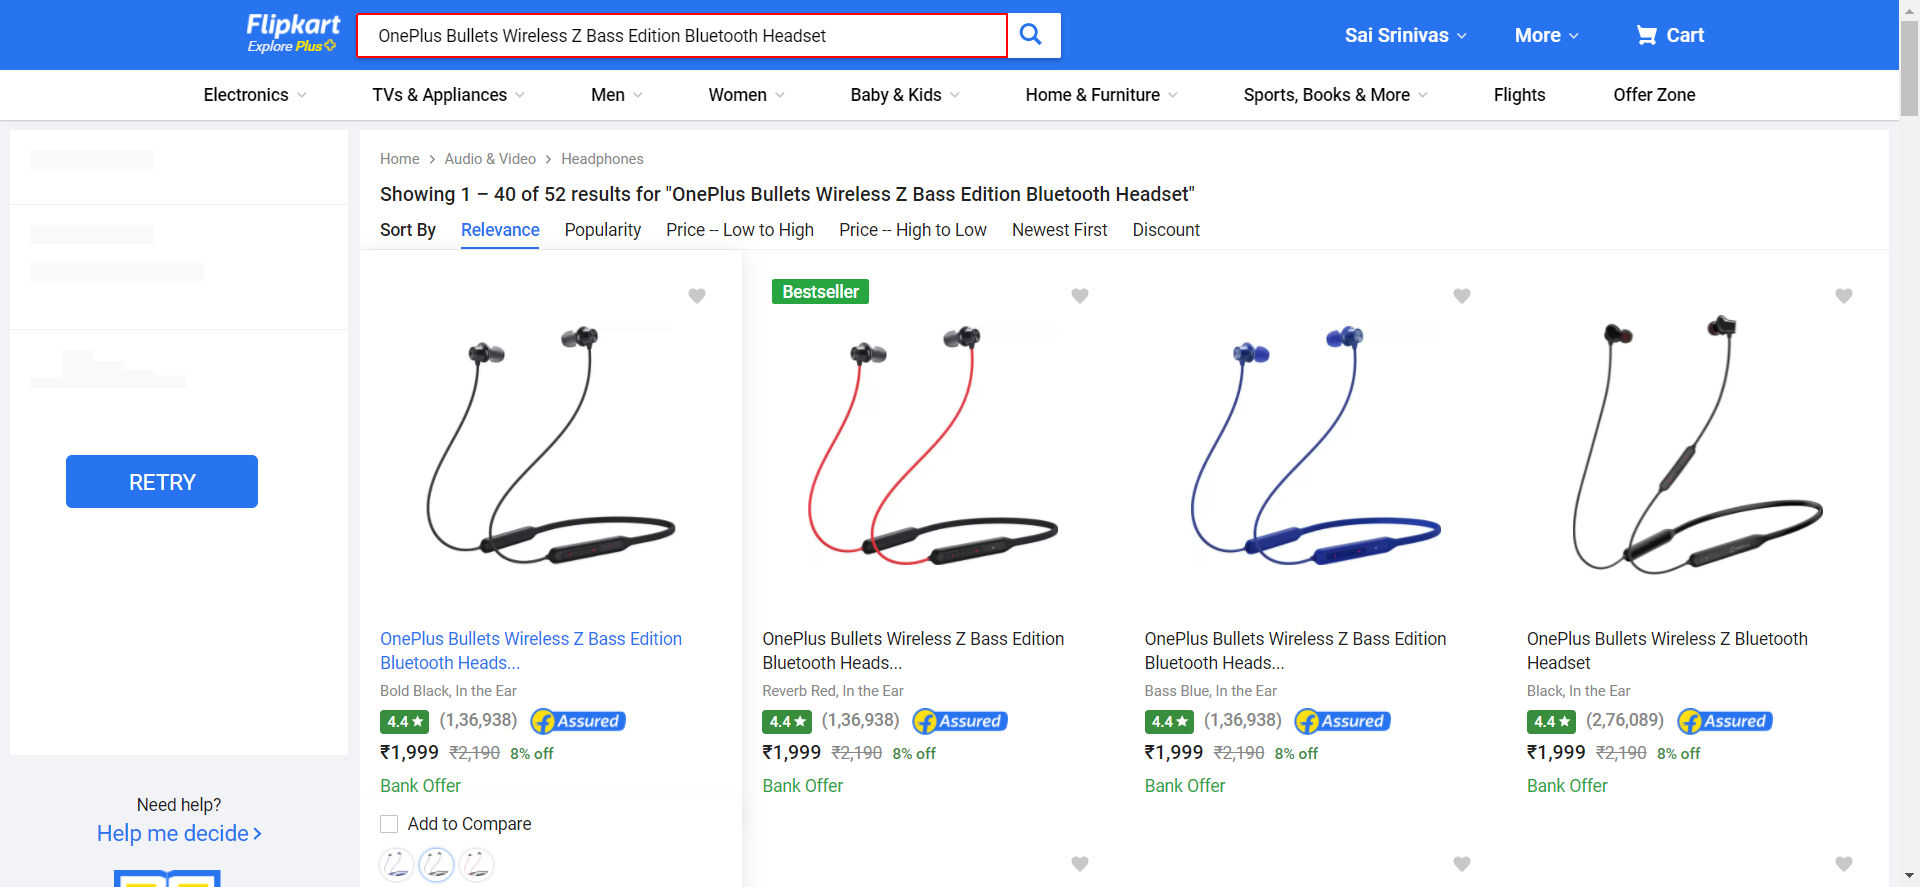 Flipkart
Explore Plus
OnePlus Bullets Wireless Z Bass Edition Bluetooth Headset
Sai Srinivas
More
Cart
Electronics
TVs & Appliances
Men
Women
Baby & Kids
Home & Furniture
Sports, Books & More
Flights
Offer Zone
Home > Audio & Video > Headphones
Showing 1 – 40 of 52 results for "OnePlus Bullets Wireless Z Bass Edition Bluetooth Headset"
Sort By
Relevance
Popularity
Price -- Low to High
Price -- High to Low
Newest First
Discount
RETRY
Need help?
Help me decide >
OnePlus Bullets Wireless Z Bass Edition
Bluetooth Heads...
Bold Black, In the Ear
4.4★ (1,36,938) f Assured
₹1,999 ₹2,190 8% off
Bank Offer
Add to Compare
Bestseller
OnePlus Bullets Wireless Z Bass Edition
Bluetooth Heads...
Reverb Red, In the Ear
4.4★ (1,36,938) f Assured
₹1,999 ₹2,190 8% off
Bank Offer
OnePlus Bullets Wireless Z Bass Edition
Bluetooth Heads...
Bass Blue, In the Ear
4.4★ (1,36,938) f Assured
₹1,999 ₹2,190 8% off
Bank Offer
OnePlus Bullets Wireless Z Bluetooth
Headset
Black, In the Ear
4.4★ (2,76,089) f Assured
₹1,999 ₹2,190 8% off
Bank Offer